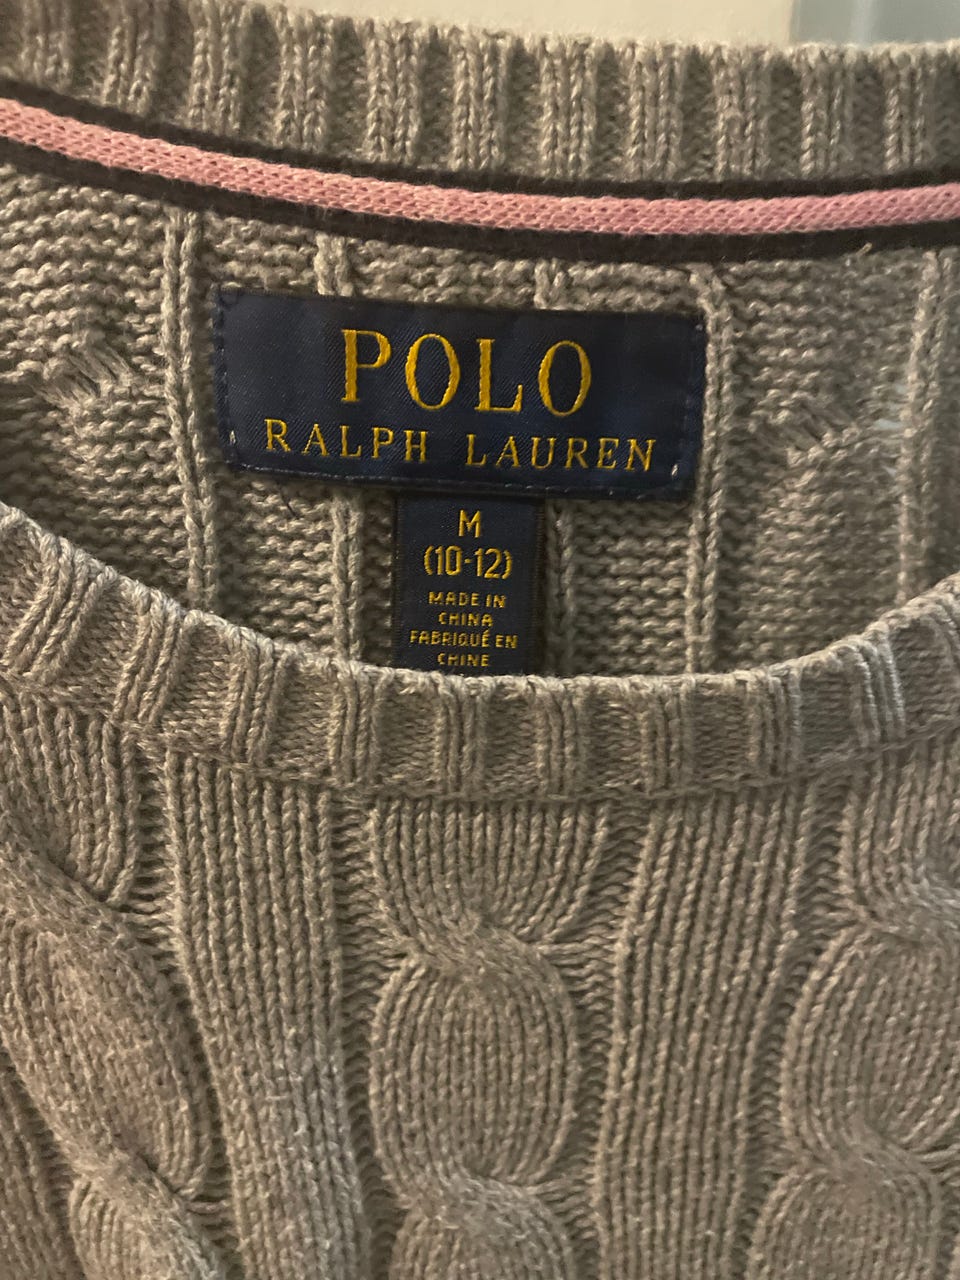 POLO
RALPH LAUREN
M
(10-12)
MADE IN
CHINA
FABRIQUÉ EN
CHINE